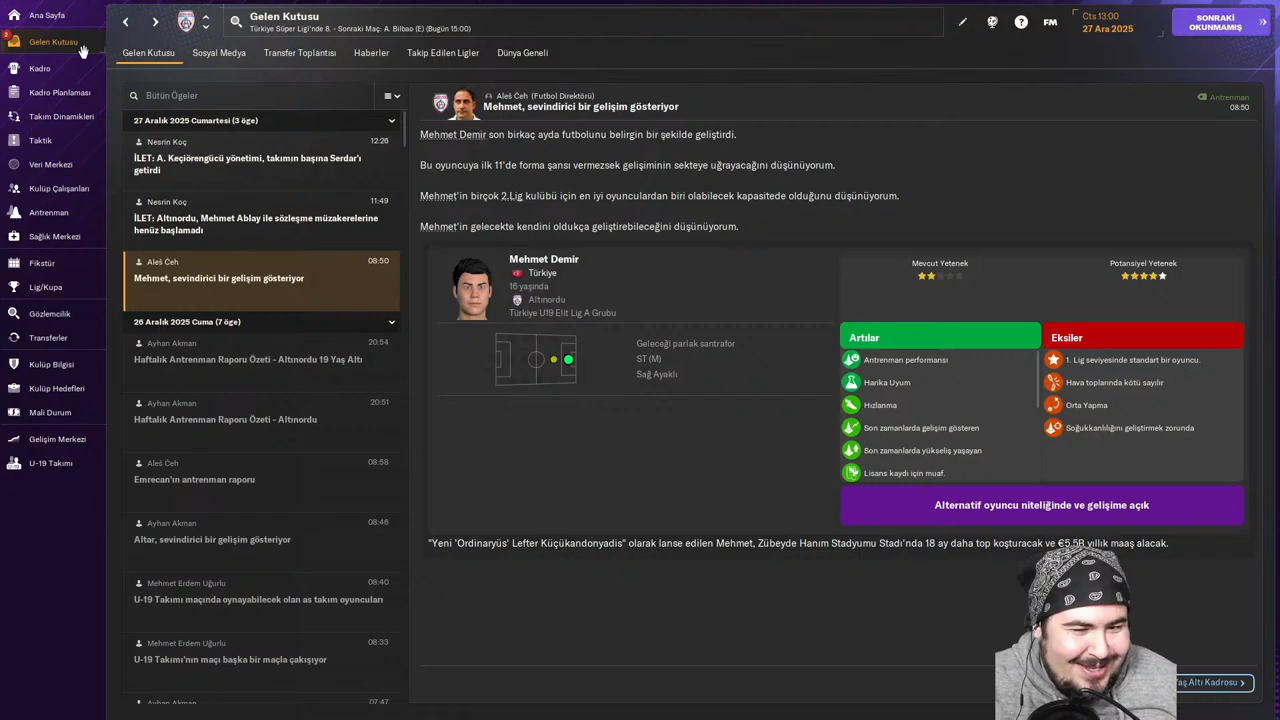 Ana Sayfa
2
Gelen Kutusu
Kadro
Kadro Planlaması
Takım Dinamikleri
Taktik
Veri Merkezi
Kulüp Çalışanları
Antrenman
Sağlık Merkezi
Fikstür
Lig/Kupa
Gözlemcilik
Transferler
Kulüp Bilgisi
Kulüp Hedefleri
Mali Durum
Gelişim Merkezi
U-19 Takımı
Gelen Kutusu
Türkiye Süper Ligi'nde 8. - Sonraki Maç: A. Bilbao (E) (Bugün 15:00)
FM
Cts 13:00
27 Ara 2025
SONRAKİ
OKUNMAMIŞ
Gelen Kutusu
Sosyal Medya
Transfer Toplantısı
Haberler
Takip Edilen Ligler
Dünya Geneli
Bütün Ögeler
27 Aralık 2025 Cumartesi (3 öge)
Nesrin Koç 12:26
İLET: A. Keçiörengücü yönetimi, takımın başına Serdar'ı
getirdi
Nesrin Koç 11:49
İLET: Altınordu, Mehmet Ablay ile sözleşme müzakerelerine
henüz başlamadı
Aleš Čeh 08:50
Mehmet, sevindirici bir gelişim gösteriyor
26 Aralık 2025 Cuma (7 öge)
Ayhan Akman 20:54
Haftalık Antrenman Raporu Özeti - Altınordu 19 Yaş Altı
Ayhan Akman 20:51
Haftalık Antrenman Raporu Özeti - Altınordu
Aleš Čeh 08:58
Emrecan'ın antrenman raporu
Ayhan Akman 08:46
Altar, sevindirici bir gelişim gösteriyor
Mehmet Erdem Uğurlu 08:40
U-19 Takımı maçında oynayabilecek olan as takım oyuncuları
Mehmet Erdem Uğurlu 08:33
U-19 Takımı'nın maçı başka bir maçla çakışıyor
Ayhan Akman 07:47
Aleš Čeh (Futbol Direktörü)
Mehmet, sevindirici bir gelişim gösteriyor
Antrenman
08:50
Mehmet Demir son birkaç ayda futbolunu belirgin bir şekilde geliştirdi.
Bu oyuncuya ilk 11'de forma şansı vermezsek gelişiminin sekteye uğrayacağını düşünüyorum.
Mehmet'in birçok 2.Lig kulübü için en iyi oyunculardan biri olabilecek kapasitede olduğunu düşünüyorum.
Mehmet'in gelecekte kendini oldukça geliştirebileceğini düşünüyorum.
Mehmet Demir
Türkiye
16 yaşında
Altınordu
Türkiye U19 Elit Lig A Grubu
Mevcut Yetenek
Potansiyel Yetenek
Geleceği parlak santrafor
ST (M)
Sağ Ayaklı
Artılar
Antrenman performansı
Harika Uyum
Hızlanma
Son zamanlarda gelişim gösteren
Son zamanlarda yükseliş yaşayan
Lisans kaydı için muaf.
Eksiler
1. Lig seviyesinde standart bir oyuncu.
Hava toplarında kötü sayılır
Orta Yapma
Soğukkanlılığını geliştirmek zorunda
Alternatif oyuncu niteliğinde ve gelişime açık
"Yeni 'Ordinaryüs' Lefter Küçükandonyadis" olarak lanse edilen Mehmet, Zübeyde Hanım Stadyumu Stadı'nda 18 ay daha top koşturacak ve €5,5B yıllık maaş alacak.
Yaş Altı Kadrosu